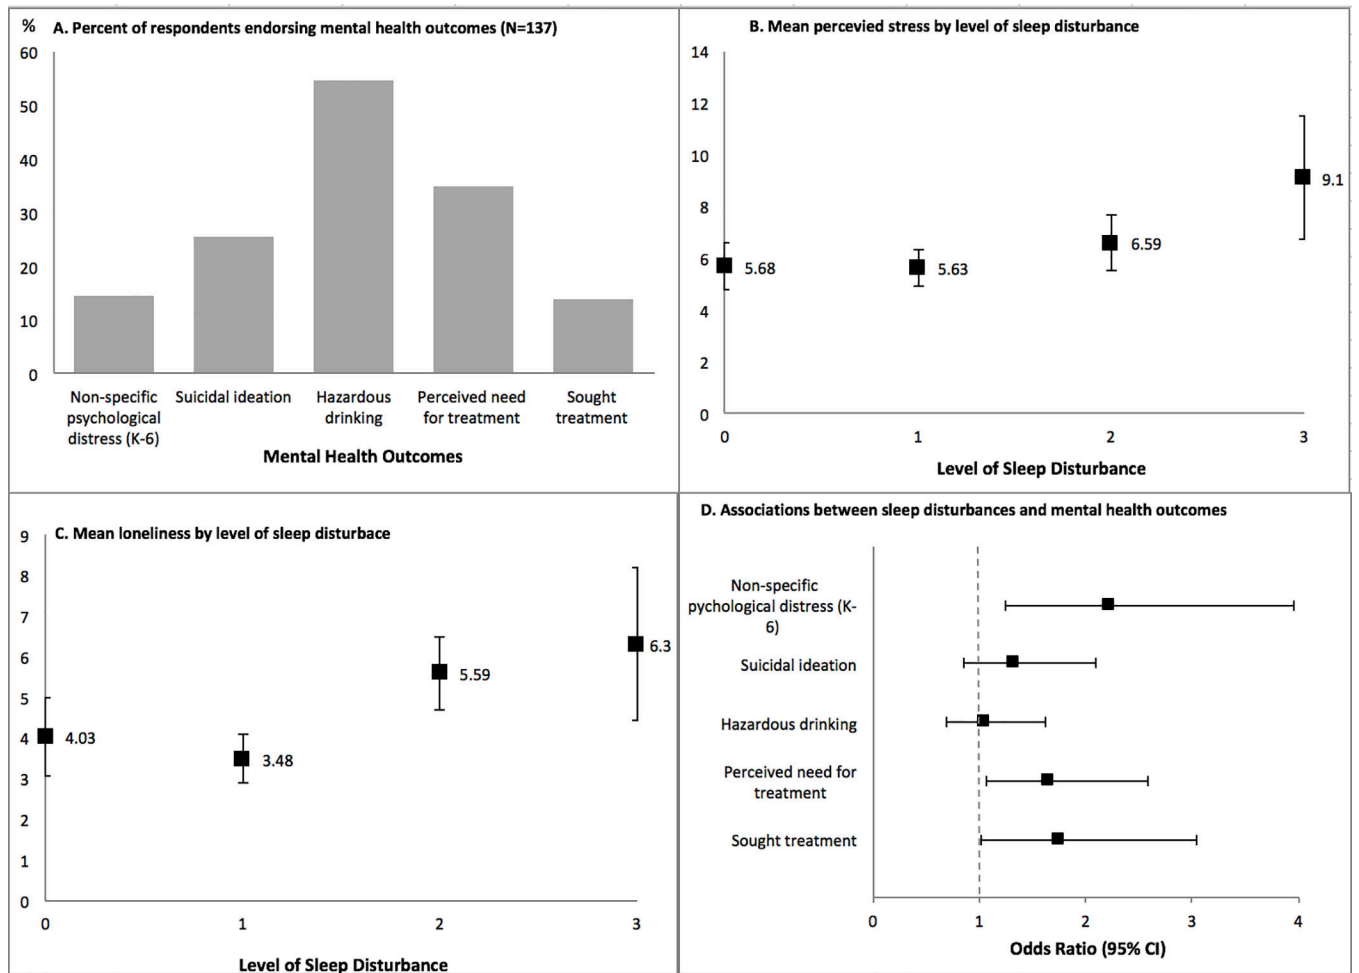 %
A. Percent of respondents endorsing mental health outcomes (N=137)
60
50
40
30
20
10
0
Non-specific
psychological
distress (K-6)
Suicidal ideation
Hazardous
drinking
Perceived need
for treatment
Sought
treatment
Mental Health Outcomes
B. Mean percevied stress by level of sleep disturbance
14
12
10
8
6
4
2
0
5.68
5.63
6.59
9.1
0
1
2
3
Level of Sleep Disturbance
C. Mean loneliness by level of sleep disturbace
9
8
7
6
5
4
3
2
1
0
4.03
3.48
5.59
6.3
0
1
2
3
Level of Sleep Disturbance
D. Associations between sleep disturbances and mental health outcomes
Non-specific
pychological distress (K-
6)
Suicidal ideation
Hazardous drinking
Perceived need for
treatment
Sought treatment
0
1
2
3
4
Odds Ratio (95% CI)